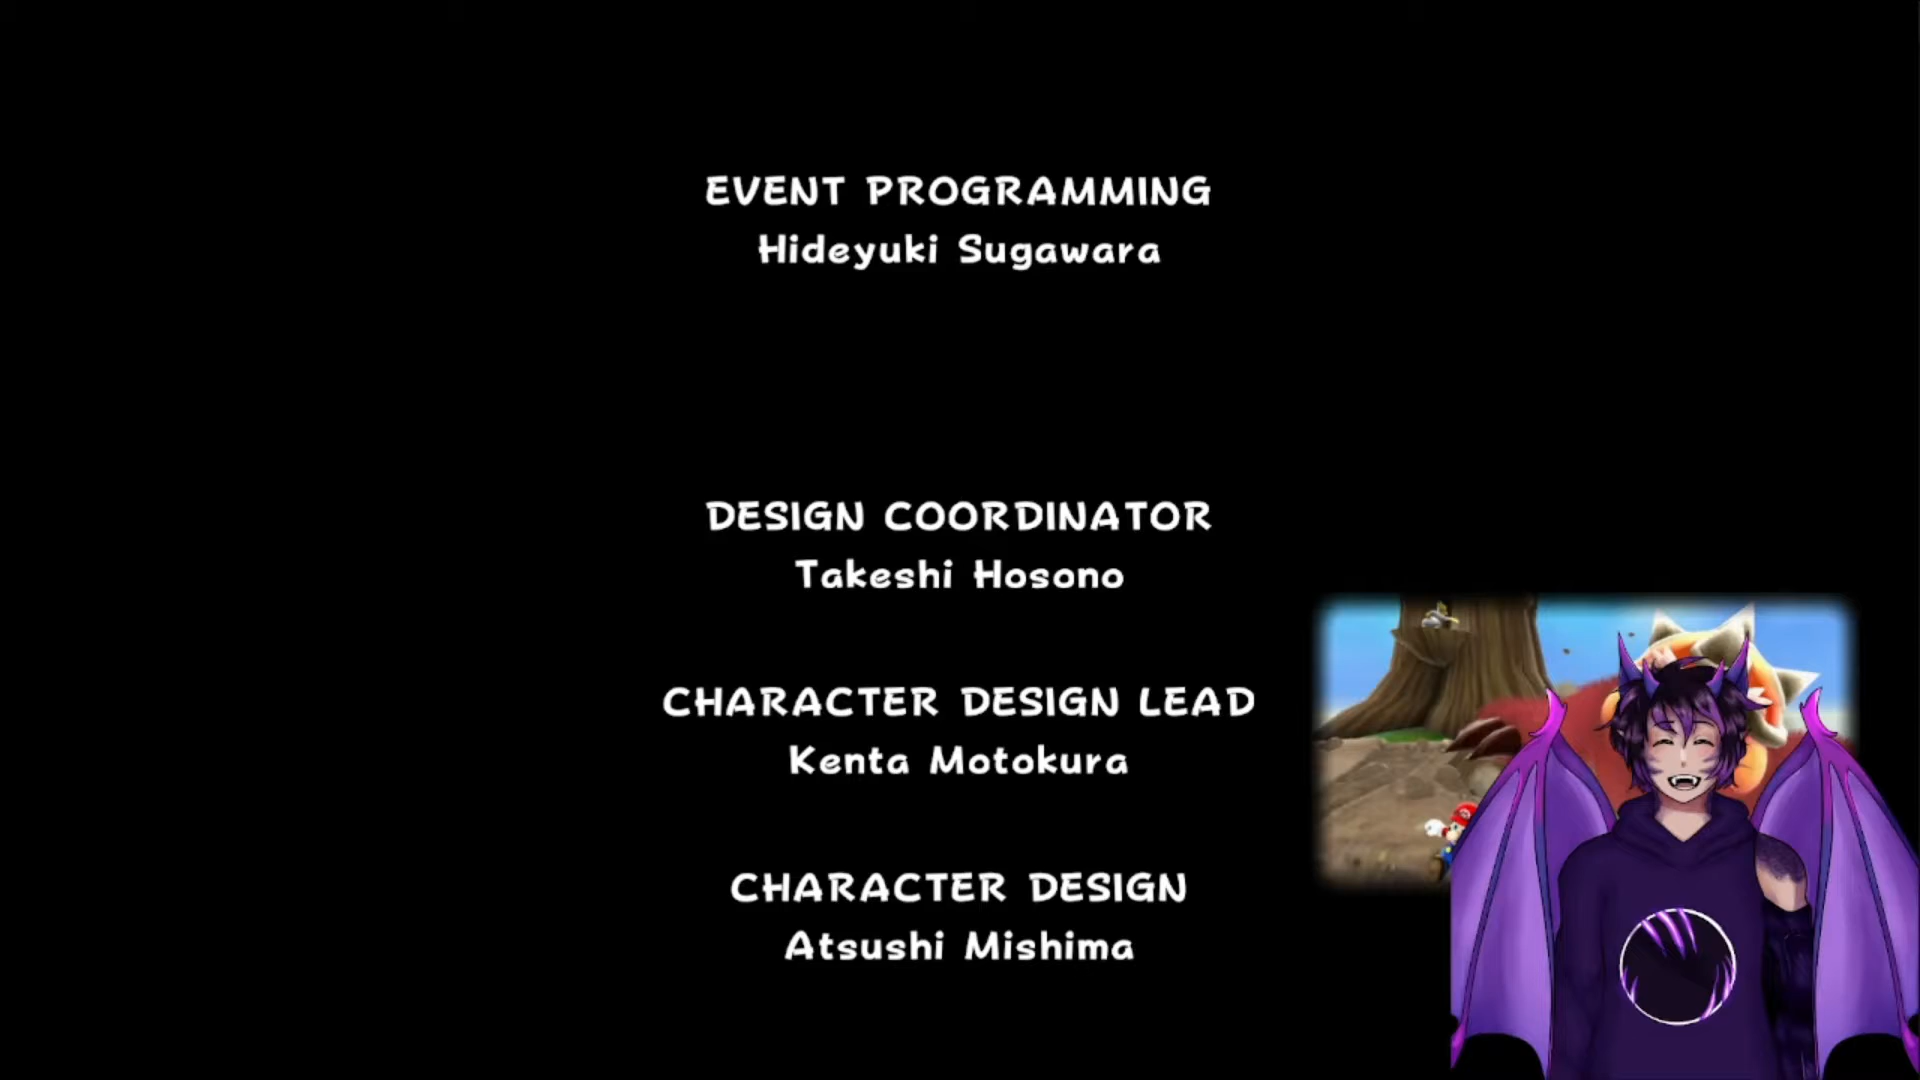 EVENT PROGRAMMING
Hideyuki Sugawara
DESIGN COORDINATOR
Takeshi Hosono
CHARACTER DESIGN LEAD
Kenta Motokura
CHARACTER DESIGN
Atsushi Mishima